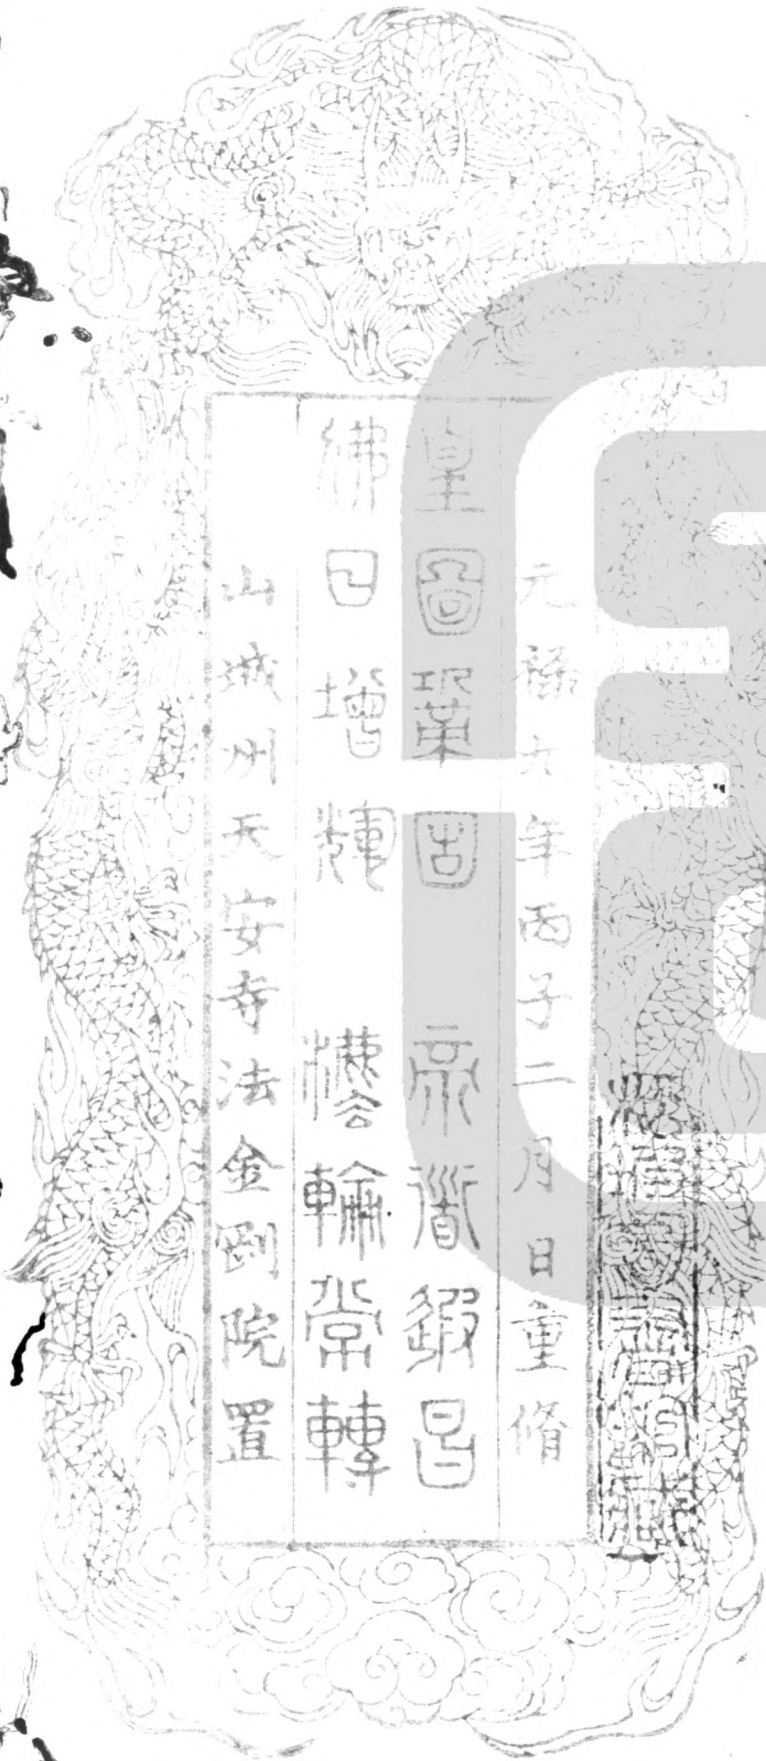 元禄九年丙子二月日重脩
皇圖鞏固　帝道遐昌
佛日增輝　法輪常轉
山城州天安寺法金剛院置